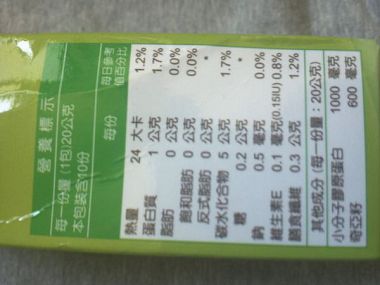 營養標示
每一份量 (1包)20公克
本包裝含10份
每份 每日參考值百分比
熱量 24 大卡 1.2%
蛋白質 1 公克 1.7%
脂肪 0 公克 0.0%
飽和脂肪 0 公克 0.0%
反式脂肪 0 公克 *
碳水化合物 5 公克 1.7%
糖 0.2 公克 *
鈉 0.5 毫克 0.0%
維生素E 0.1 毫克(0.15IU) 0.8%
膳食纖維 0.3 公克 1.2%
其他成分 (每一份量:20公克)
小分子膠原蛋白 1000 毫克
奇亞籽 600 毫克